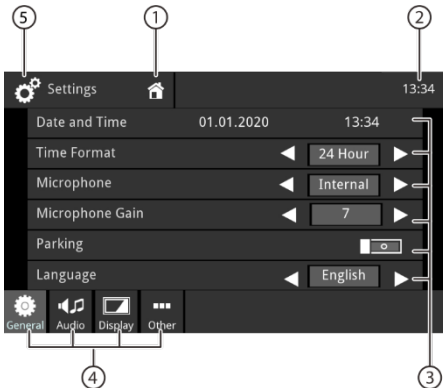 5 1 2
Settings 13:34
Date and Time 01.01.2020 13:34
Time Format 24 Hour
Microphone Internal
Microphone Gain 7
Parking
Language English
General Audio Display Other
4 3